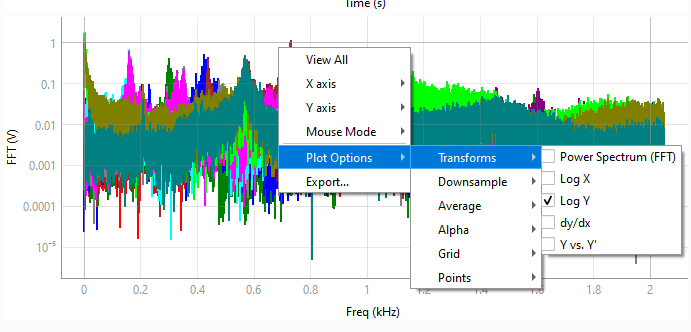 Time (s)
1
0.1
0.01
0.001
0.0001
10⁻⁵
FFT (V)
View All
X axis
Y axis
Mouse Mode
Plot Options
Export...
Transforms
Downsample
Average
Alpha
Grid
Points
Power Spectrum (FFT)
Log X
Log Y
dy/dx
Y vs. Y'
0 0.2 0.4 0.6 0.8 1 1.2 1.4 1.6 1.8 2
Freq (kHz)